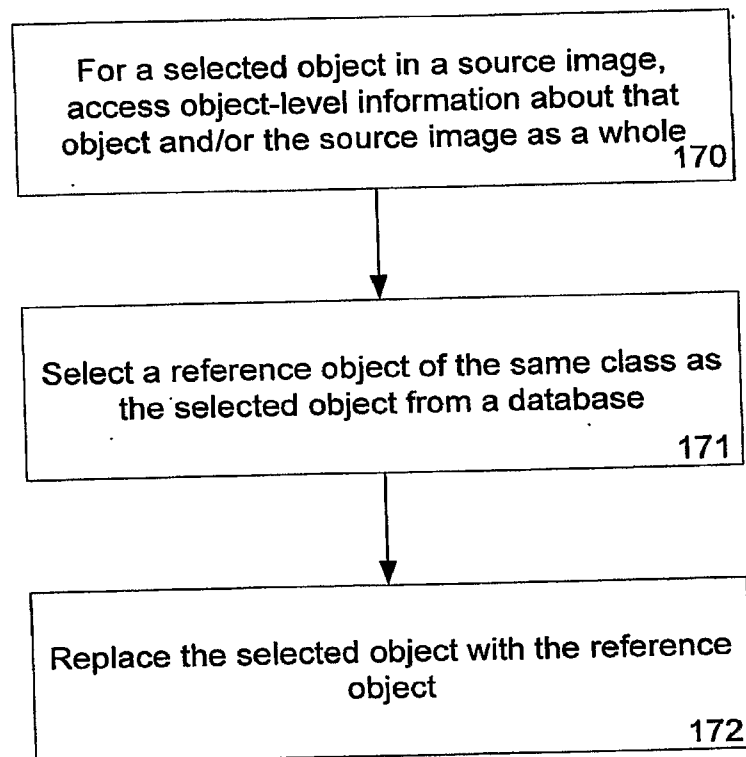 For a selected object in a source image,
access object-level information about that
object and/or the source image as a whole
170
Select a reference object of the same class as
the selected object from a database
171
Replace the selected object with the reference
object
172